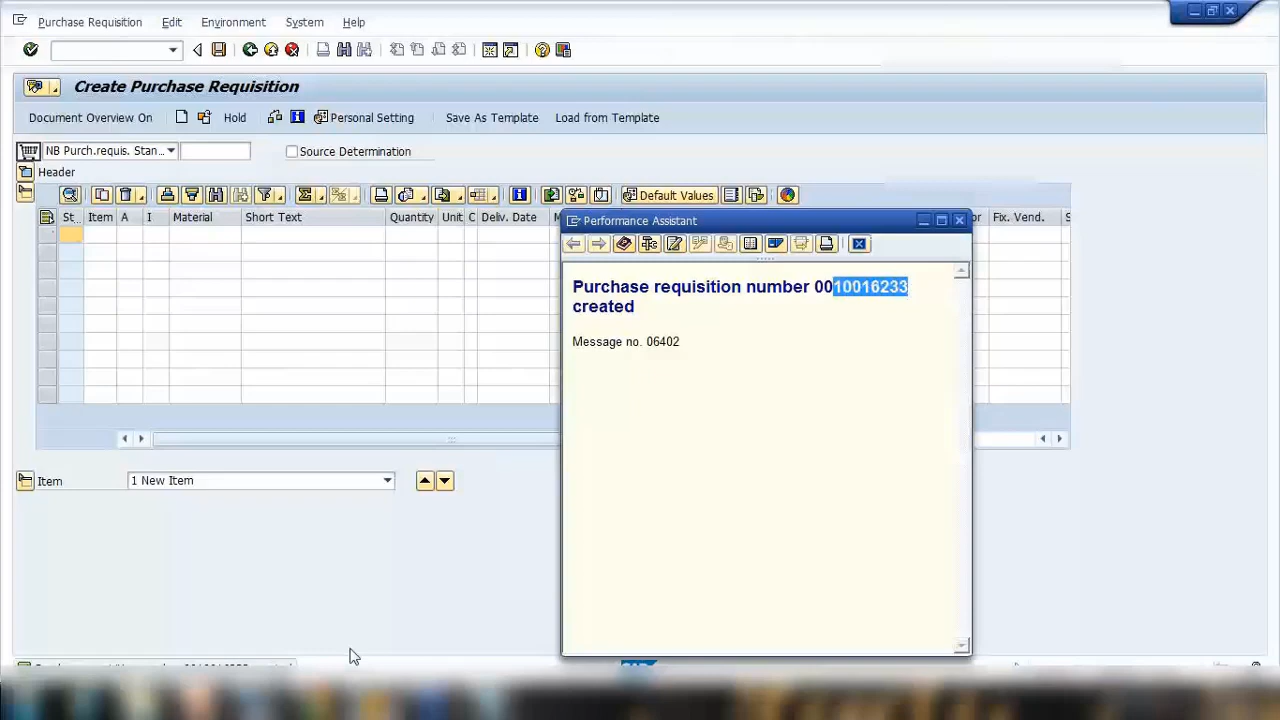 Purchase Requisition Edit Environment System Help
Create Purchase Requisition
Document Overview On Hold Personal Setting Save As Template Load from Template
NB Purch.requis. Stan... Source Determination
Header
Default Values
St.. Item A I Material Short Text Quantity Unit C Deliv. Date M or Fix. Vend. S
Performance Assistant
Purchase requisition number 0010016233
created
Message no. 06402
Item 1 New Item